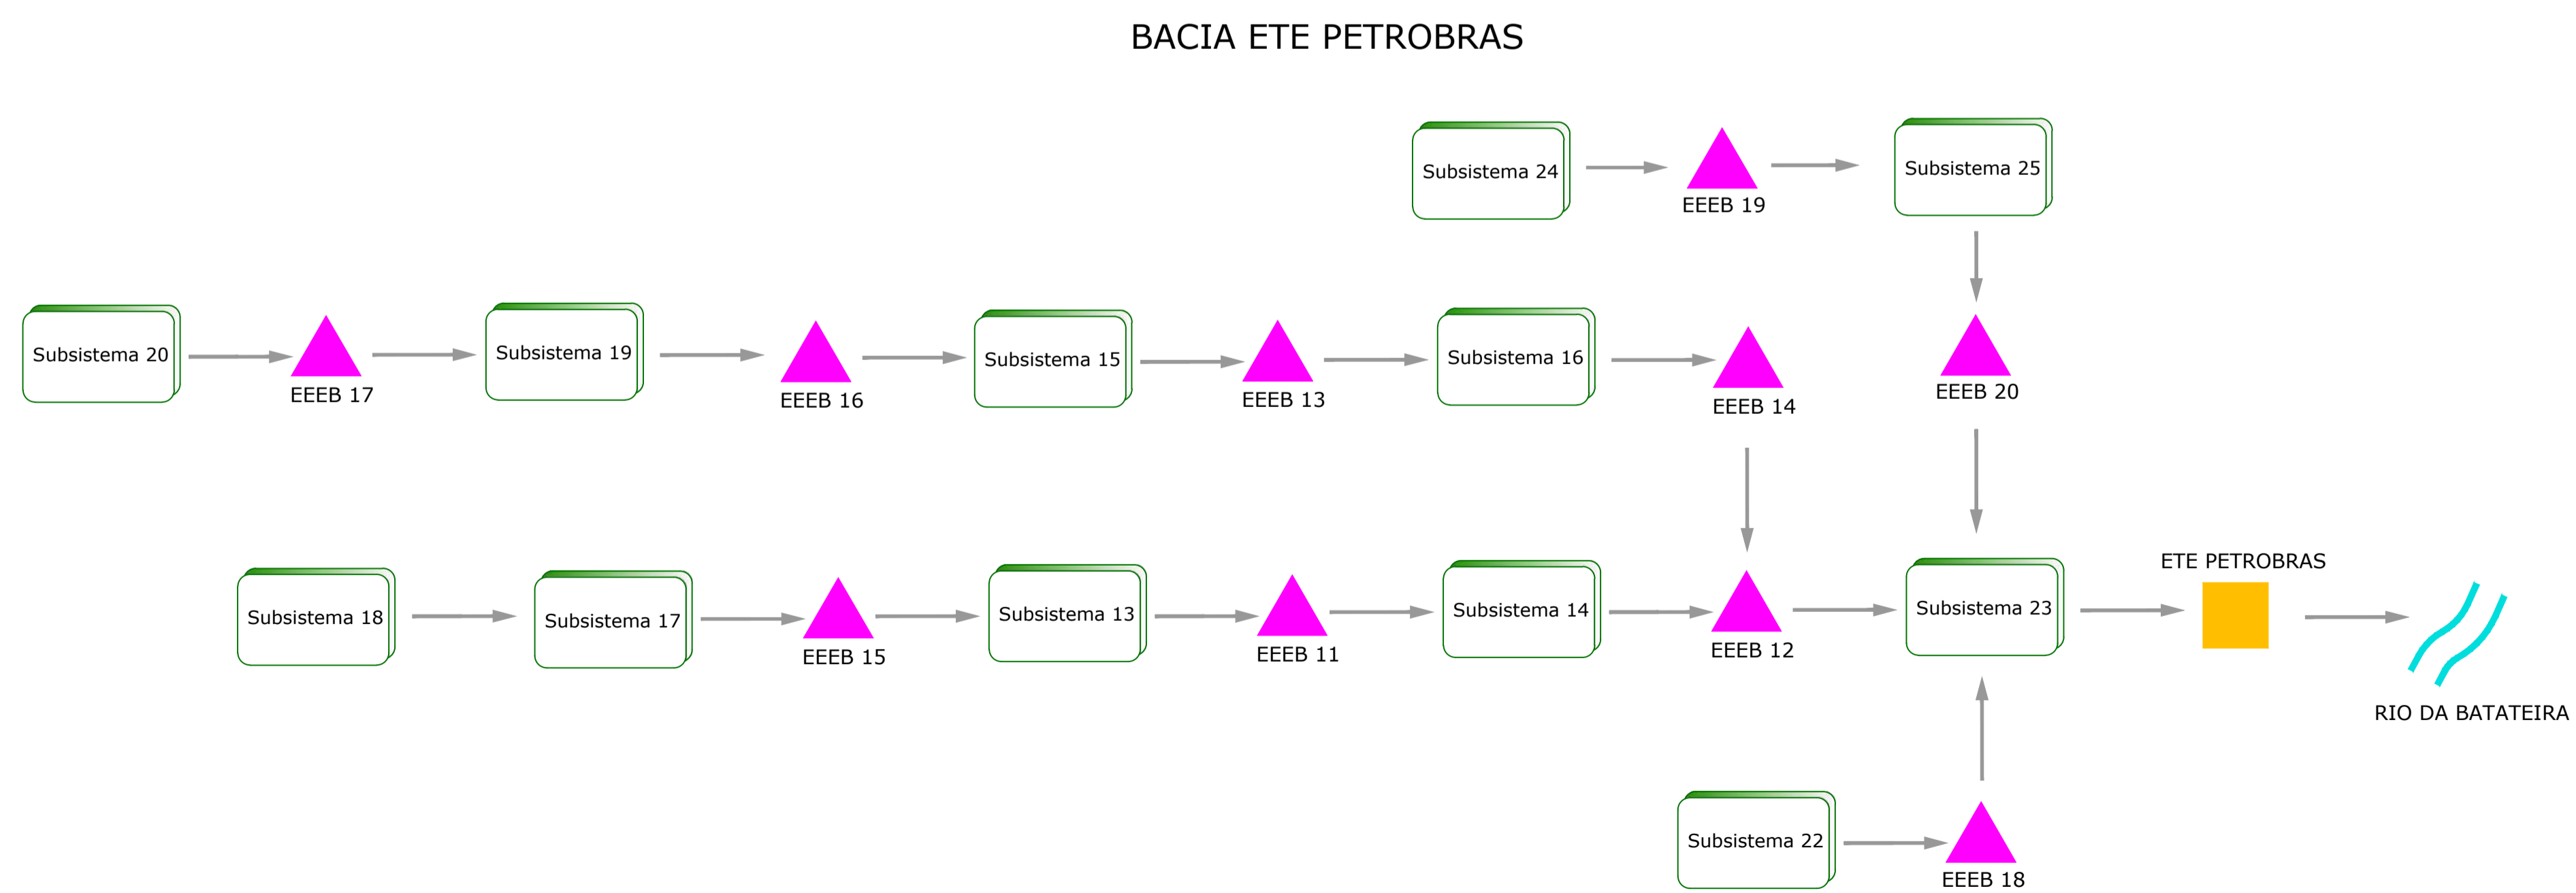 BACIA ETE PETROBRAS
Subsistema 24
EEEB 19
Subsistema 25
Subsistema 20
EEEB 17
Subsistema 19
EEEB 16
Subsistema 15
EEEB 13
Subsistema 16
EEEB 14
EEEB 20
Subsistema 18
Subsistema 17
EEEB 15
Subsistema 13
EEEB 11
Subsistema 14
EEEB 12
Subsistema 23
ETE PETROBRAS
RIO DA BATATEIRA
Subsistema 22
EEEB 18